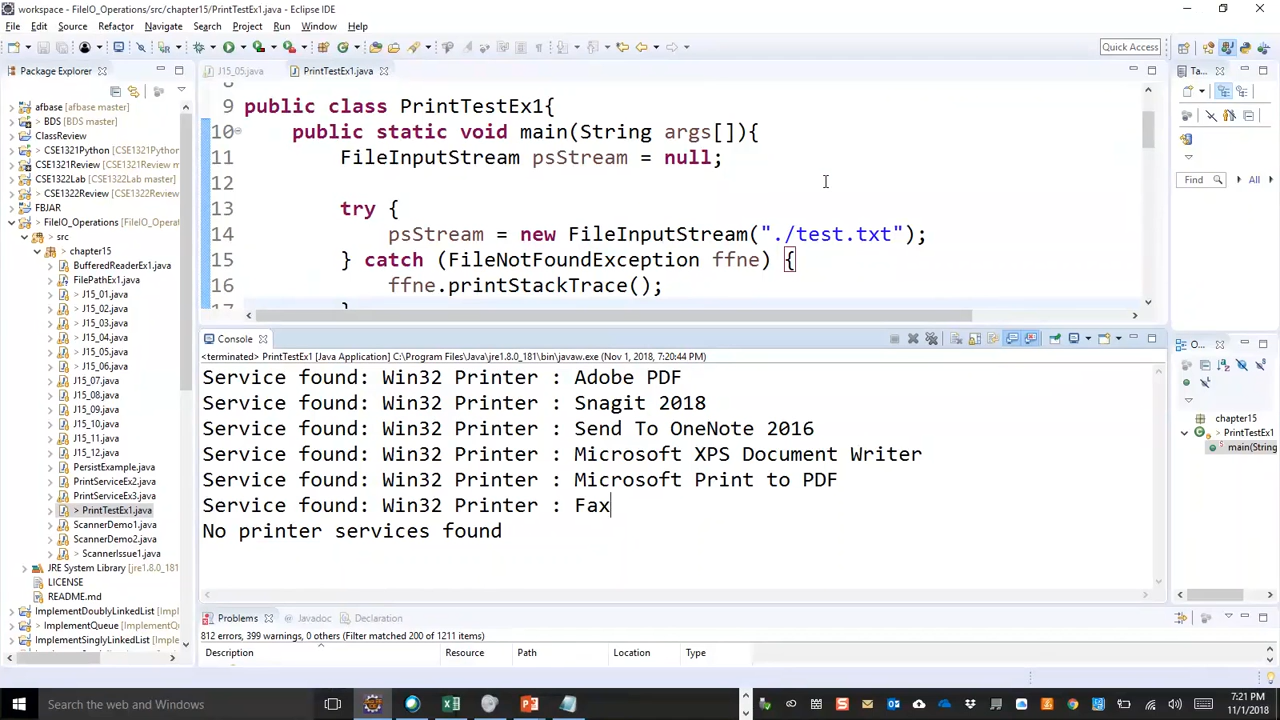 workspace - FileIO_Operations/src/chapter15/PrintTestEx1.java - Eclipse IDE
File Edit Source Refactor Navigate Search Project Run Window Help
Quick Access
Package Explorer
afbase [afbase master]
> BDS [BDS master]
ClassReview
> CSE1321Python [CSE1321Python
> CSE1321Review [CSE1321Review m
CSE1322Lab [CSE1322Lab master]
> CSE1322Review [CSE1322Review
FBJAR
> FileIO_Operations [FileIO_Operation
> src
> chapter15
BufferedReaderEx1.java
FilePathEx1.java
> J15_01.java
> J15_02.java
> J15_03.java
> J15_04.java
> J15_05.java
> J15_06.java
J15_07.java
J15_08.java
J15_09.java
J15_10.java
J15_11.java
J15_12.java
PersistExample.java
PrintServiceEx2.java
PrintServiceEx3.java
> PrintTestEx1.java
ScannerDemo1.java
ScannerDemo2.java
> ScannerIssue1.java
JRE System Library [jre1.8.0_181]
LICENSE
README.md
ImplementDoublyLinkedList [Implem
> ImplementQueue [ImplementQueu
ImplementSinglyLinkedList [Implem
J15_05.java
PrintTestEx1.java
8
9 public class PrintTestEx1{
10 public static void main(String args[]){
11 FileInputStream psStream = null;
12
13 try {
14 psStream = new FileInputStream("./test.txt");
15 } catch (FileNotFoundException ffne) {
16 ffne.printStackTrace();
17 }
Console
<terminated> PrintTestEx1 [Java Application] C:\Program Files\Java\jre1.8.0_181\bin\javaw.exe (Nov 1, 2018, 7:20:44 PM)
Service found: Win32 Printer : Adobe PDF
Service found: Win32 Printer : Snagit 2018
Service found: Win32 Printer : Send To OneNote 2016
Service found: Win32 Printer : Microsoft XPS Document Writer
Service found: Win32 Printer : Microsoft Print to PDF
Service found: Win32 Printer : Fax
No printer services found
Problems
Javadoc
Declaration
812 errors, 399 warnings, 0 others (Filter matched 200 of 1211 items)
Description Resource Path Location Type
Ta...
Find
All
O...
chapter15
PrintTestEx1
main(String
Search the web and Windows
7:21 PM
11/1/2018